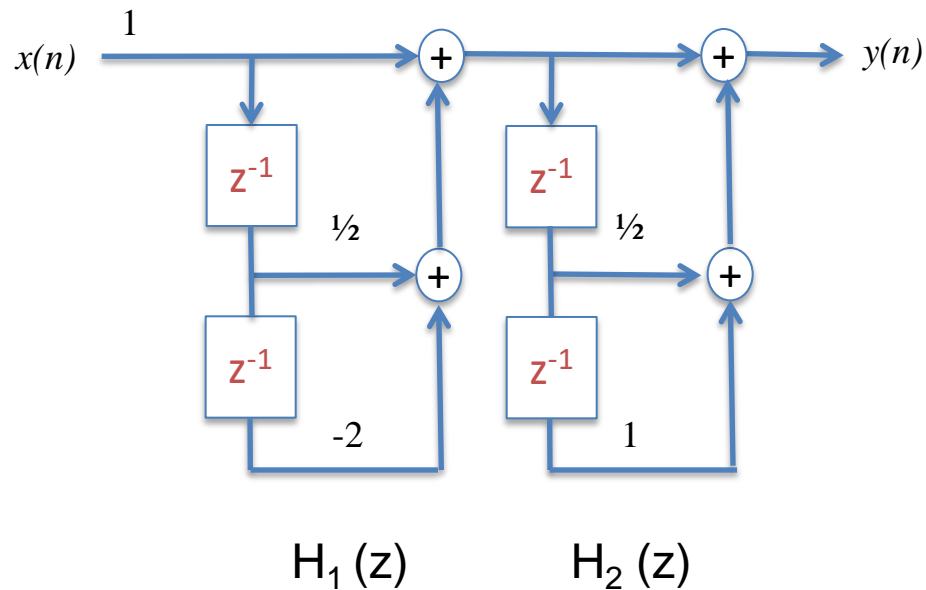 1
x(n) + + y(n)
z⁻¹ z⁻¹
½ ½
+ +
z⁻¹ z⁻¹
-2 1
H₁ (z) H₂ (z)